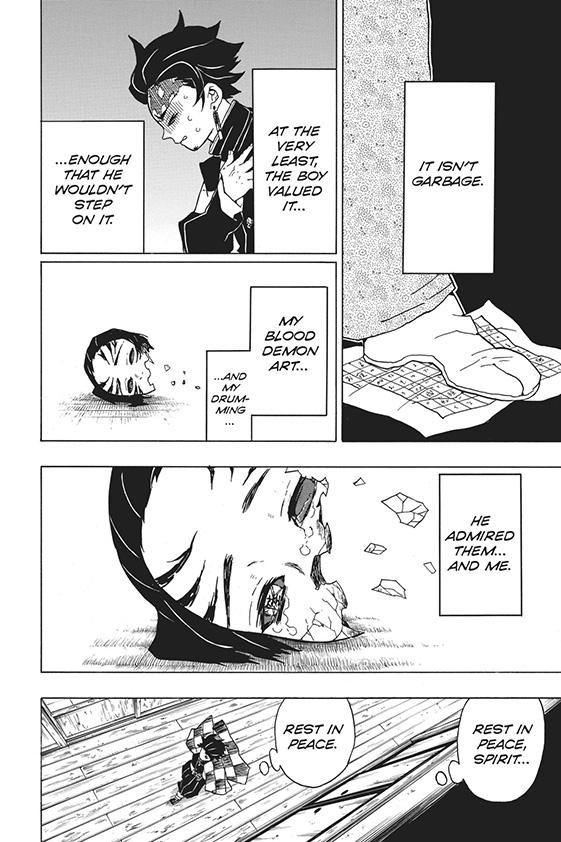 IT ISN'T
GARBAGE.
AT THE
VERY
LEAST,
THE BOY
VALUED
IT...
...ENOUGH
THAT HE
WOULDN'T
STEP
ON IT.
MY
BLOOD
DEMON
ART...
...AND
MY
DRUM-
MING
...
HE
ADMIRED
THEM...
AND ME.
REST IN
PEACE,
SPIRIT...
REST IN
PEACE.